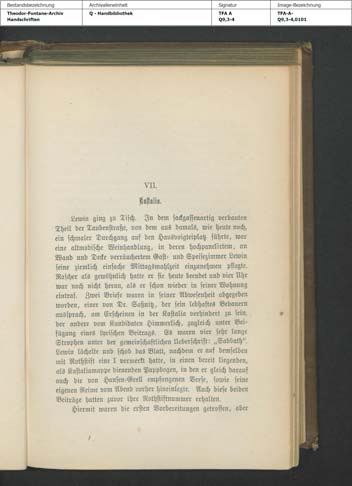 Bestandsbezeichnung
Archivalieneinheit
Signatur
Image-Bezeichnung
Theodor-Fontane-Archiv
Handschriften
Q - Handbibliothek
TFA A
Q9,3-4
TFA-A-
Q9,3-4,0101
VII.
Kastalia.
Lewin ging zu Tisch. In dem sackgassenartig verbauten
Theil der Taubenstraße, von dem aus damals, wie heute noch,
ein schmaler Durchgang auf den Hausvoigteiplatz führte, war
eine altmodische Weinhandlung, in deren hochpaneelirtem, an
Wand und Decke verräuchertem Gast- und Speisezimmer Lewin
seine ziemlich einfache Mittagsmahlzeit einzunehmen pflegte.
Rascher als gewöhnlich hatte er sie heute beendet und vier Uhr
war noch nicht heran, als er schon wieder in seiner Wohnung
eintraf. Zwei Briefe waren in seiner Abwesenheit abgegeben
worden, einer von Dr. Saßnitz, der sein lebhaftes Bedauern
aussprach, am Erscheinen in der Kastalia verhindert zu sein,
der andere vom Kandidaten Himmerlich, zugleich unter Bei-
fügung eines lyrischen Beitrags. Es waren vier sehr lange
Strophen unter der gemeinschaftlichen Ueberschrift: „Sabbath“.
Lewin lächelte und schob das Blatt, nachdem er auf demselben
mit Rothstift eine I vermerkt hatte, in einen bereit liegenden,
als Kastaliamappe dienenden Pappbogen, in den er gleich darauf
auch die von Hansen-Grell empfangenen Verse, sowie seine
eigenen Reime vom Abend vorher hineinlegte. Auch diese beiden
Beiträge hatten zuvor ihre Rothstiftnummer erhalten.
Hiermit waren die ersten Vorbereitungen getroffen, aber